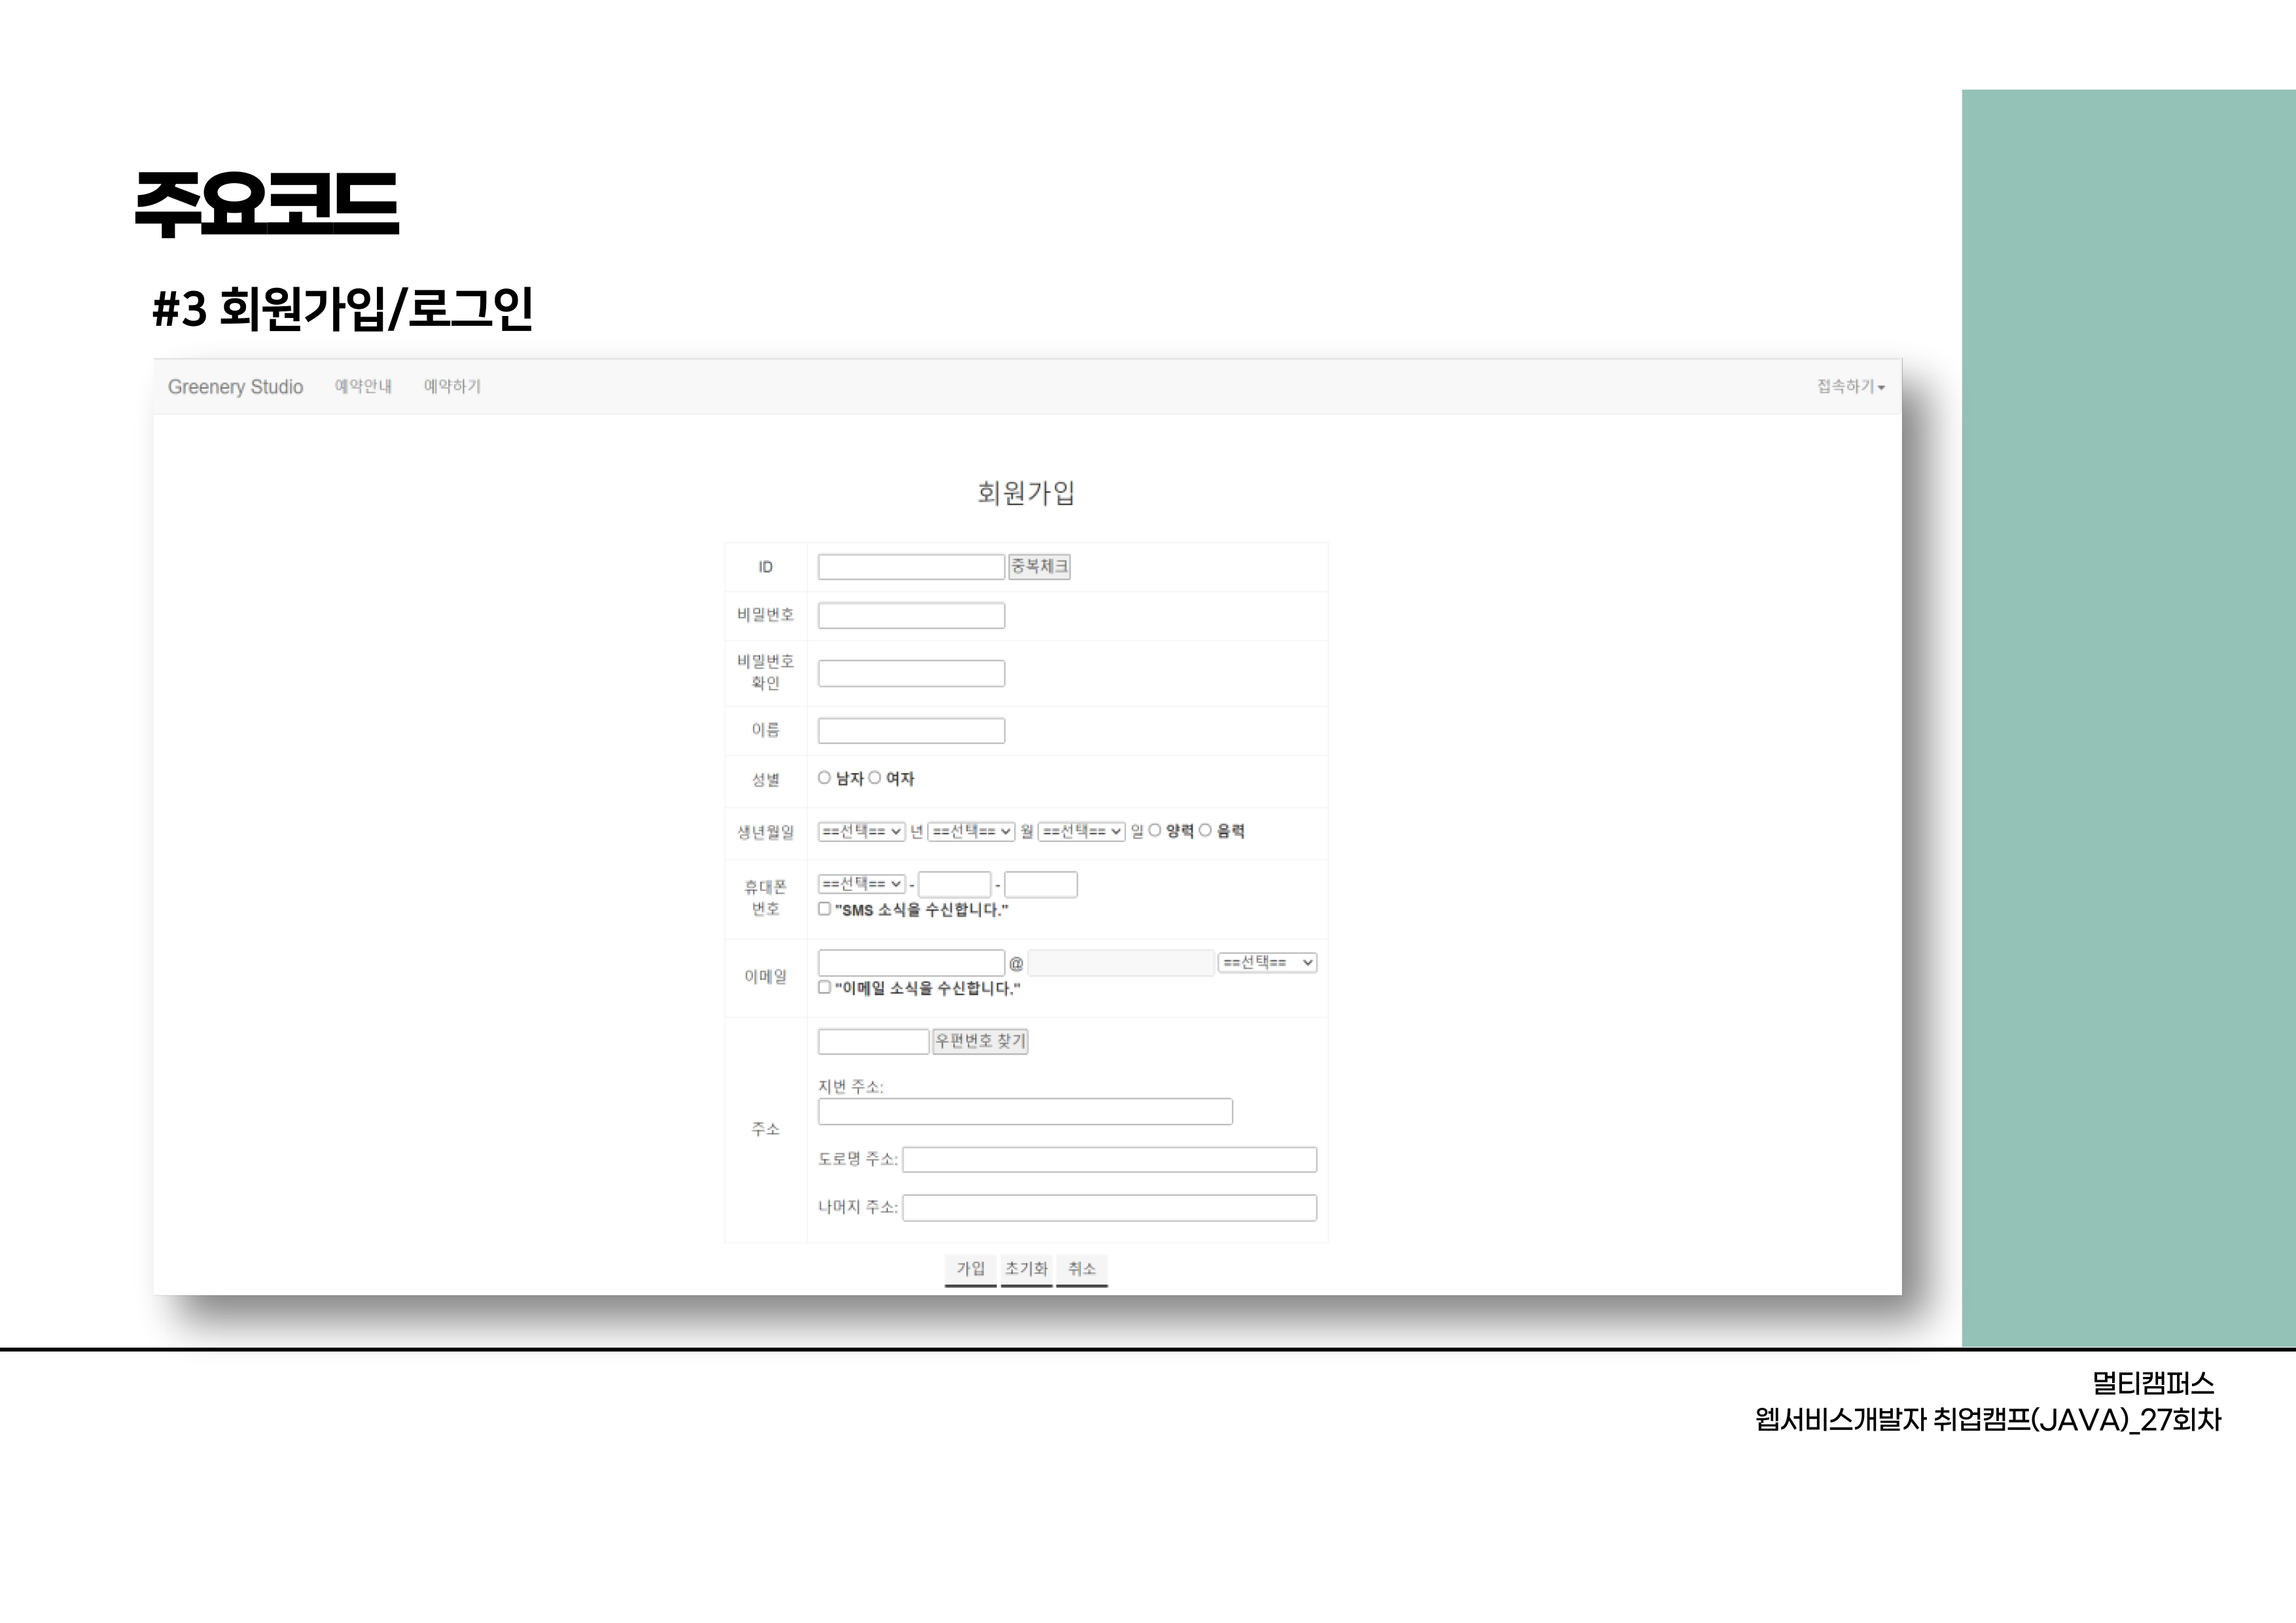 주요코드
#3 회원가입/로그인
Greenery Studio 예약안내 예약하기 접속하기
회원가입
ID 중복체크
비밀번호
비밀번호
확인
이름
성별 남자 여자
생년월일 ==선택== 년 ==선택== 월 ==선택== 일 양력 음력
휴대폰
번호
==선택== - -
"SMS 소식을 수신합니다."
이메일
@ ==선택==
"이메일 소식을 수신합니다."
주소
우편번호 찾기
지번 주소:
도로명 주소:
나머지 주소:
가입 초기화 취소
멀티캠퍼스
웹서비스개발자 취업캠프(JAVA)_27회차